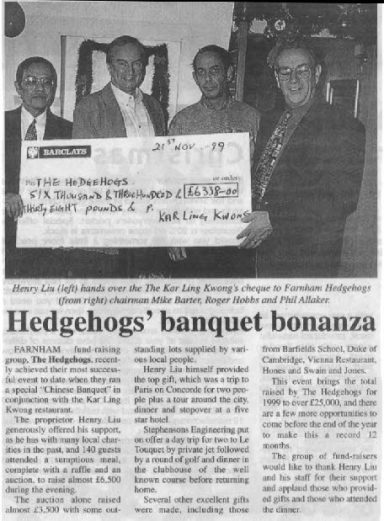 BARCLAYS
21st NOV. - 99
THE HEDGEHOGS
or order
SIX THOUSAND & THREE HUNDRED &
£6338-00
THIRTY EIGHT POUNDS & P.
KAR LING KWONG
Henry Liu (left) hands over the The Kar Ling Kwong's cheque to Farnham Hedgehogs
(from right) chairman Mike Barter, Roger Hobbs and Phil Allaker.
Hedgehogs' banquet bonanza
FARNHAM fund-raising
group, The Hedgehogs, recent-
ly achieved their most success-
ful event to date when they ran
a special "Chinese Banquet" in
conjunction with the Kar Ling
Kwong restaurant.
The proprietor Henry Liu
generously offered his support,
as he has with many local char-
ities in the past, and 140 guests
attended a sumptious meal,
complete with a raffle and an
auction, to raise almost £6,500
during the evening.
The auction alone raised
almost £3,500 with some out-
standing lots supplied by vari-
ous local people.
Henry Liu himself provided
the top gift, which was a trip to
Paris on Concorde for two peo-
ple plus a tour around the city,
dinner and stopover at a five
star hotel.
Stephensons Engineering put
on offer a day trip for two to Le
Touquet by private jet followed
by a round of golf and dinner in
the clubhouse of the well
known course before returning
home.
Several other excellent gifts
were made, including those
from Barfields School, Duke of
Cambridge, Vienna Restaurant,
Hones and Swain and Jones.
This event brings the total
raised by The Hedgehogs for
1999 to over £25,000, and there
are a few more opportunities to
come before the end of the year
to make this a record 12
months.
The group of fund-raisers
would like to thank Henry Liu
and his staff for their support
and applaud those who provid-
ed gifts and those who attended
the dinner.